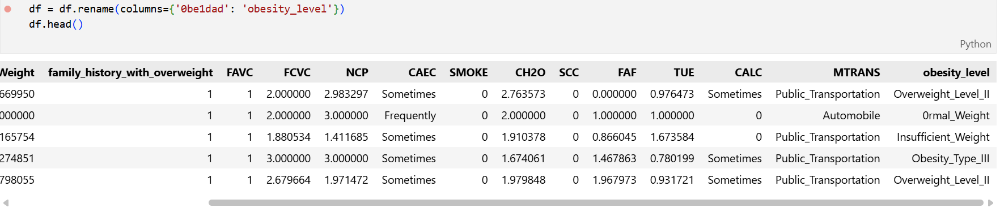 df = df.rename(columns={'0be1dad': 'obesity_level'})
df.head()
Python
Weight family_history_with_overweight FAVC FCVC NCP CAEC SMOKE CH2O SCC FAF TUE CALC MTRANS obesity_level
669950 1 1 2.000000 2.983297 Sometimes 0 2.763573 0 0.000000 0.976473 Sometimes Public_Transportation Overweight_Level_II
000000 1 1 2.000000 3.000000 Frequently 0 2.000000 0 1.000000 1.000000 0 Automobile 0rmal_Weight
165754 1 1 1.880534 1.411685 Sometimes 0 1.910378 0 0.866045 1.673584 0 Public_Transportation Insufficient_Weight
274851 1 1 3.000000 3.000000 Sometimes 0 1.674061 0 1.467863 0.780199 Sometimes Public_Transportation Obesity_Type_III
798055 1 1 2.679664 1.971472 Sometimes 0 1.979848 0 1.967973 0.931721 Sometimes Public_Transportation Overweight_Level_II